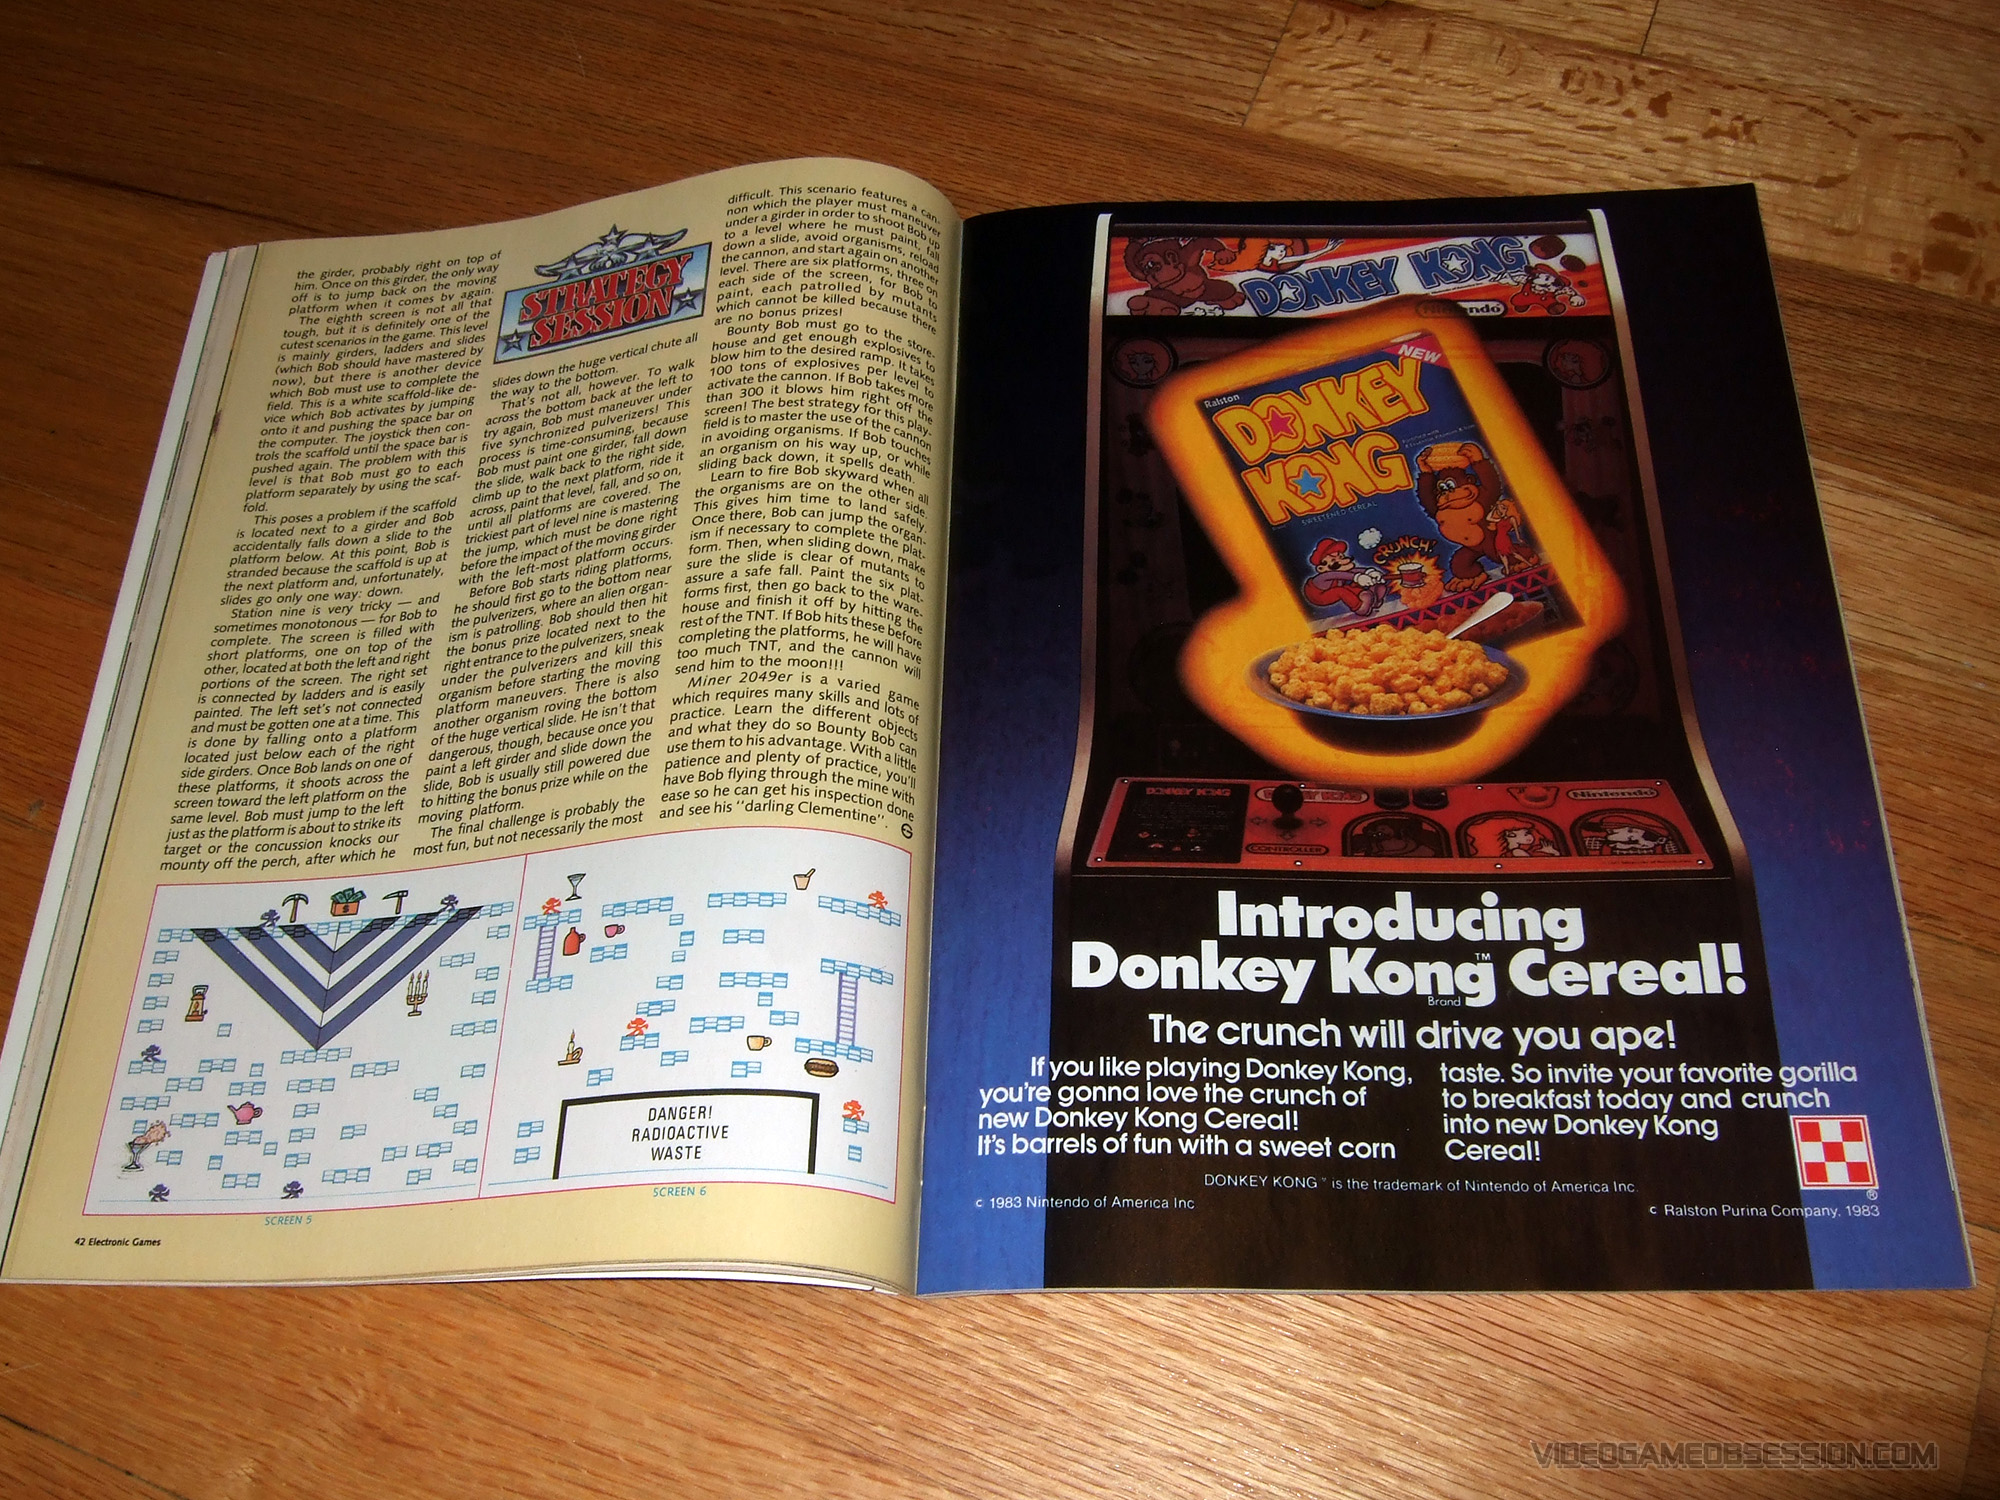 the girder, probably right on top of
him. Once on this girder, the only way
off is to jump back on the moving
platform when it comes by again.
The eighth screen is not all that
tough, but it is definitely one of the
cutest scenarios in the game. This level
is mainly girders, ladders and slides
(which Bob should have mastered by
now), but there is another device
which Bob must use to complete the
field. This is a white scaffold-like de-
vice which Bob activates by jumping
onto it and pushing the space bar on
the computer. The joystick then con-
trols the scaffold until the space bar is
pushed again. The problem with this
level is that Bob must go to each
platform separately by using the scaf-
fold.
This poses a problem if the scaffold
is located next to a girder and Bob
accidentally falls down a slide to the
platform below. At this point, Bob is
stranded because the scaffold is up at
the next platform and, unfortunately,
slides go only one way: down.
Station nine is very tricky — and
sometimes monotonous — for Bob to
complete. The screen is filled with
short platforms, one on top of the
other, located at both the left and right
portions of the screen. The right set
is connected by ladders and is easily
painted. The left set's not connected
and must be gotten one at a time. This
is done by falling onto a platform
located just below each of the right
side girders. Once Bob lands on one of
these platforms, it shoots across the
screen toward the left platform on the
same level. Bob must jump to the left
just as the platform is about to strike its
target or the concussion knocks our
mounty off the perch, after which he
STRATEGY
SESSION
slides down the huge vertical chute all
the way to the bottom.
That's not all, however. To walk
across the bottom back at the left to
try again, Bob must maneuver under
five synchronized pulverizers! This
process is time-consuming, because
Bob must paint one girder, fall down
the slide, walk back to the right side,
climb up to the next platform, ride it
across, paint that level, fall, and so on,
until all platforms are covered. The
trickiest part of level nine is mastering
the jump, which must be done right
before the impact of the moving girder
with the left-most platform occurs.
Before Bob starts riding platforms,
he should first go to the bottom near
the pulverizers, where an alien organ-
ism is patrolling. Bob should then hit
the bonus prize located next to the
right entrance to the pulverizers, sneak
under the pulverizers and kill this
organism before starting the moving
platform maneuvers. There is also
another organism roving the bottom
of the huge vertical slide. He isn't that
dangerous, though, because once you
paint a left girder and slide down the
slide, Bob is usually still powered due
to hitting the bonus prize while on the
moving platform.
The final challenge is probably the
most fun, but not necessarily the most
difficult. This scenario features a can-
non which the player must maneuver
under a girder in order to shoot Bob up
to a level where he must paint, fall
down a slide, avoid organisms, reload
the cannon, and start again on another
level. There are six platforms, three on
each side of the screen, for Bob to
paint, each patrolled by mutants
which cannot be killed because there
are no bonus prizes!
Bounty Bob must go to the store-
house and get enough explosives to
blow him to the desired ramp. It takes
100 tons of explosives per level to
activate the cannon. If Bob takes more
than 300 it blows him right off the
screen! The best strategy for this play-
field is to master the use of the cannon
in avoiding organisms. If Bob touches
an organism on his way up, or while
sliding back down, it spells death.
Learn to fire Bob skyward when all
the organisms are on the other side.
This gives him time to land safely.
Once there, Bob can jump the organ-
ism if necessary to complete the plat-
form. Then, when sliding down, make
sure the slide is clear of mutants to
assure a safe fall. Paint the six plat-
forms first, then go back to the ware-
house and finish it off by hitting the
rest of the TNT. If Bob hits these before
completing the platforms, he will have
too much TNT, and the cannon will
send him to the moon!!!
Miner 2049er is a varied game
which requires many skills and lots of
practice. Learn the different objects
and what they do so Bounty Bob can
use them to his advantage. With a little
patience and plenty of practice, you'll
have Bob flying through the mine with
ease so he can get his inspection done
and see his "darling Clementine".
DANGER!
RADIOACTIVE
WASTE
SCREEN 5
SCREEN 6
42 Electronic Games
DONKEY KONG
Nintendo
NEW
Ralston
DONKEY
KONG
SWEETENED CEREAL
CRUNCH!
DONKEY KONG
DONKEY KONG
Nintendo
CONTROLLER
Introducing
Donkey Kong™ Cereal!
Brand
The crunch will drive you ape!
If you like playing Donkey Kong,
you're gonna love the crunch of
new Donkey Kong Cereal!
It's barrels of fun with a sweet corn
taste. So invite your favorite gorilla
to breakfast today and crunch
into new Donkey Kong
Cereal!
DONKEY KONG ® is the trademark of Nintendo of America Inc.
c 1983 Nintendo of America Inc
c Ralston Purina Company, 1983
VIDEOGAMEOBSESSION.COM